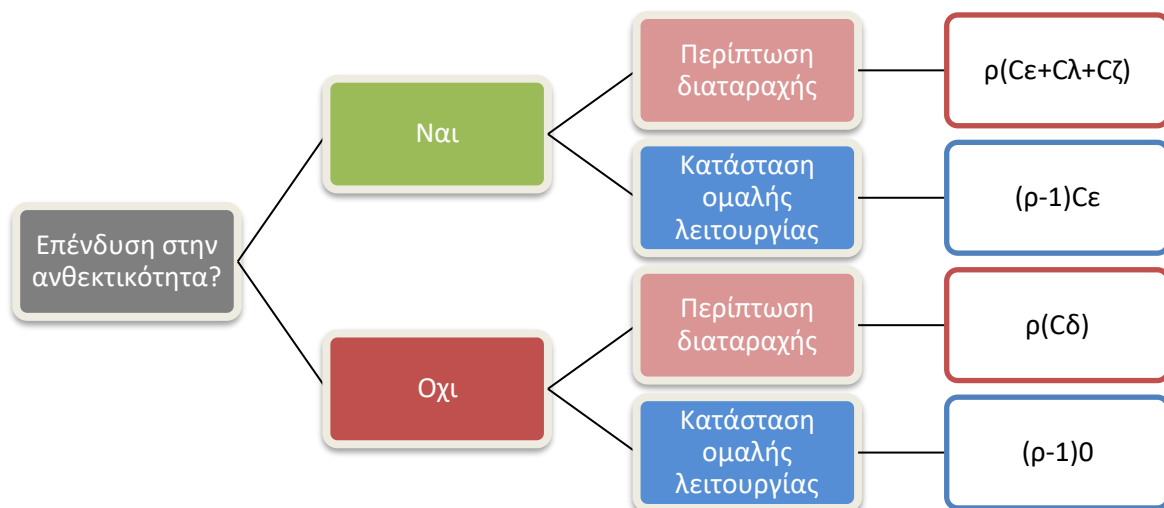 Περίπτωση
διαταραχής
ρ(Cε+Cλ+Cζ)
Ναι
Κατάσταση
ομαλής
λειτουργίας
(ρ-1)Cε
Επένδυση στην
ανθεκτικότητα?
Περίπτωση
διαταραχής
ρ(Cδ)
Οχι
Κατάσταση
ομαλής
λειτουργίας
(ρ-1)0